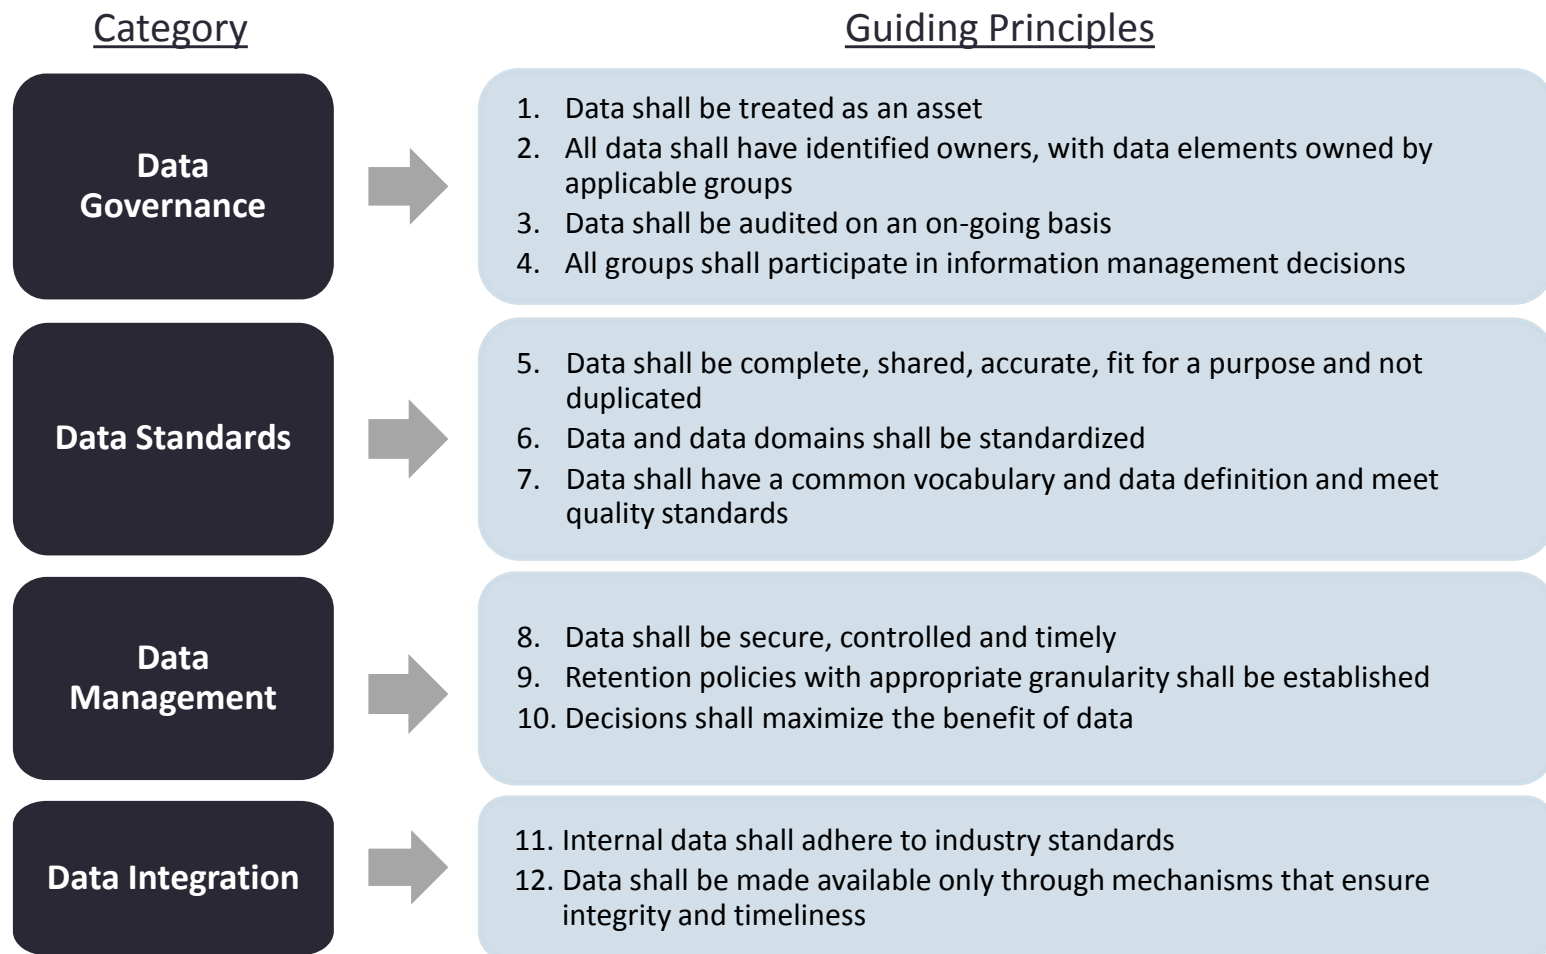 Category
Guiding Principles
Data
Governance
1. Data shall be treated as an asset
2. All data shall have identified owners, with data elements owned by
applicable groups
3. Data shall be audited on an on-going basis
4. All groups shall participate in information management decisions
Data Standards
5. Data shall be complete, shared, accurate, fit for a purpose and not
duplicated
6. Data and data domains shall be standardized
7. Data shall have a common vocabulary and data definition and meet
quality standards
Data
Management
8. Data shall be secure, controlled and timely
9. Retention policies with appropriate granularity shall be established
10. Decisions shall maximize the benefit of data
Data Integration
11. Internal data shall adhere to industry standards
12. Data shall be made available only through mechanisms that ensure
integrity and timeliness